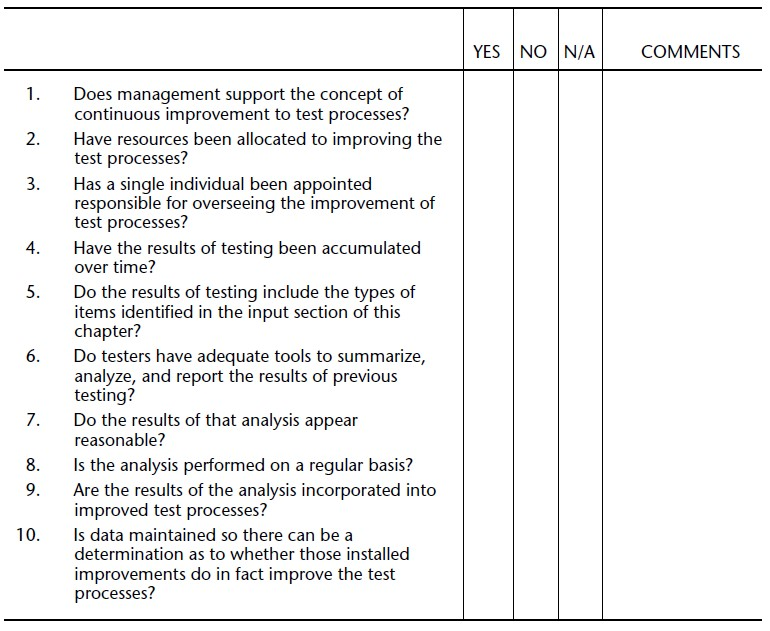 YES NO N/A COMMENTS
1. Does management support the concept of
continuous improvement to test processes?
2. Have resources been allocated to improving the
test processes?
3. Has a single individual been appointed
responsible for overseeing the improvement of
test processes?
4. Have the results of testing been accumulated
over time?
5. Do the results of testing include the types of
items identified in the input section of this
chapter?
6. Do testers have adequate tools to summarize,
analyze, and report the results of previous
testing?
7. Do the results of that analysis appear
reasonable?
8. Is the analysis performed on a regular basis?
9. Are the results of the analysis incorporated into
improved test processes?
10. Is data maintained so there can be a
determination as to whether those installed
improvements do in fact improve the test
processes?